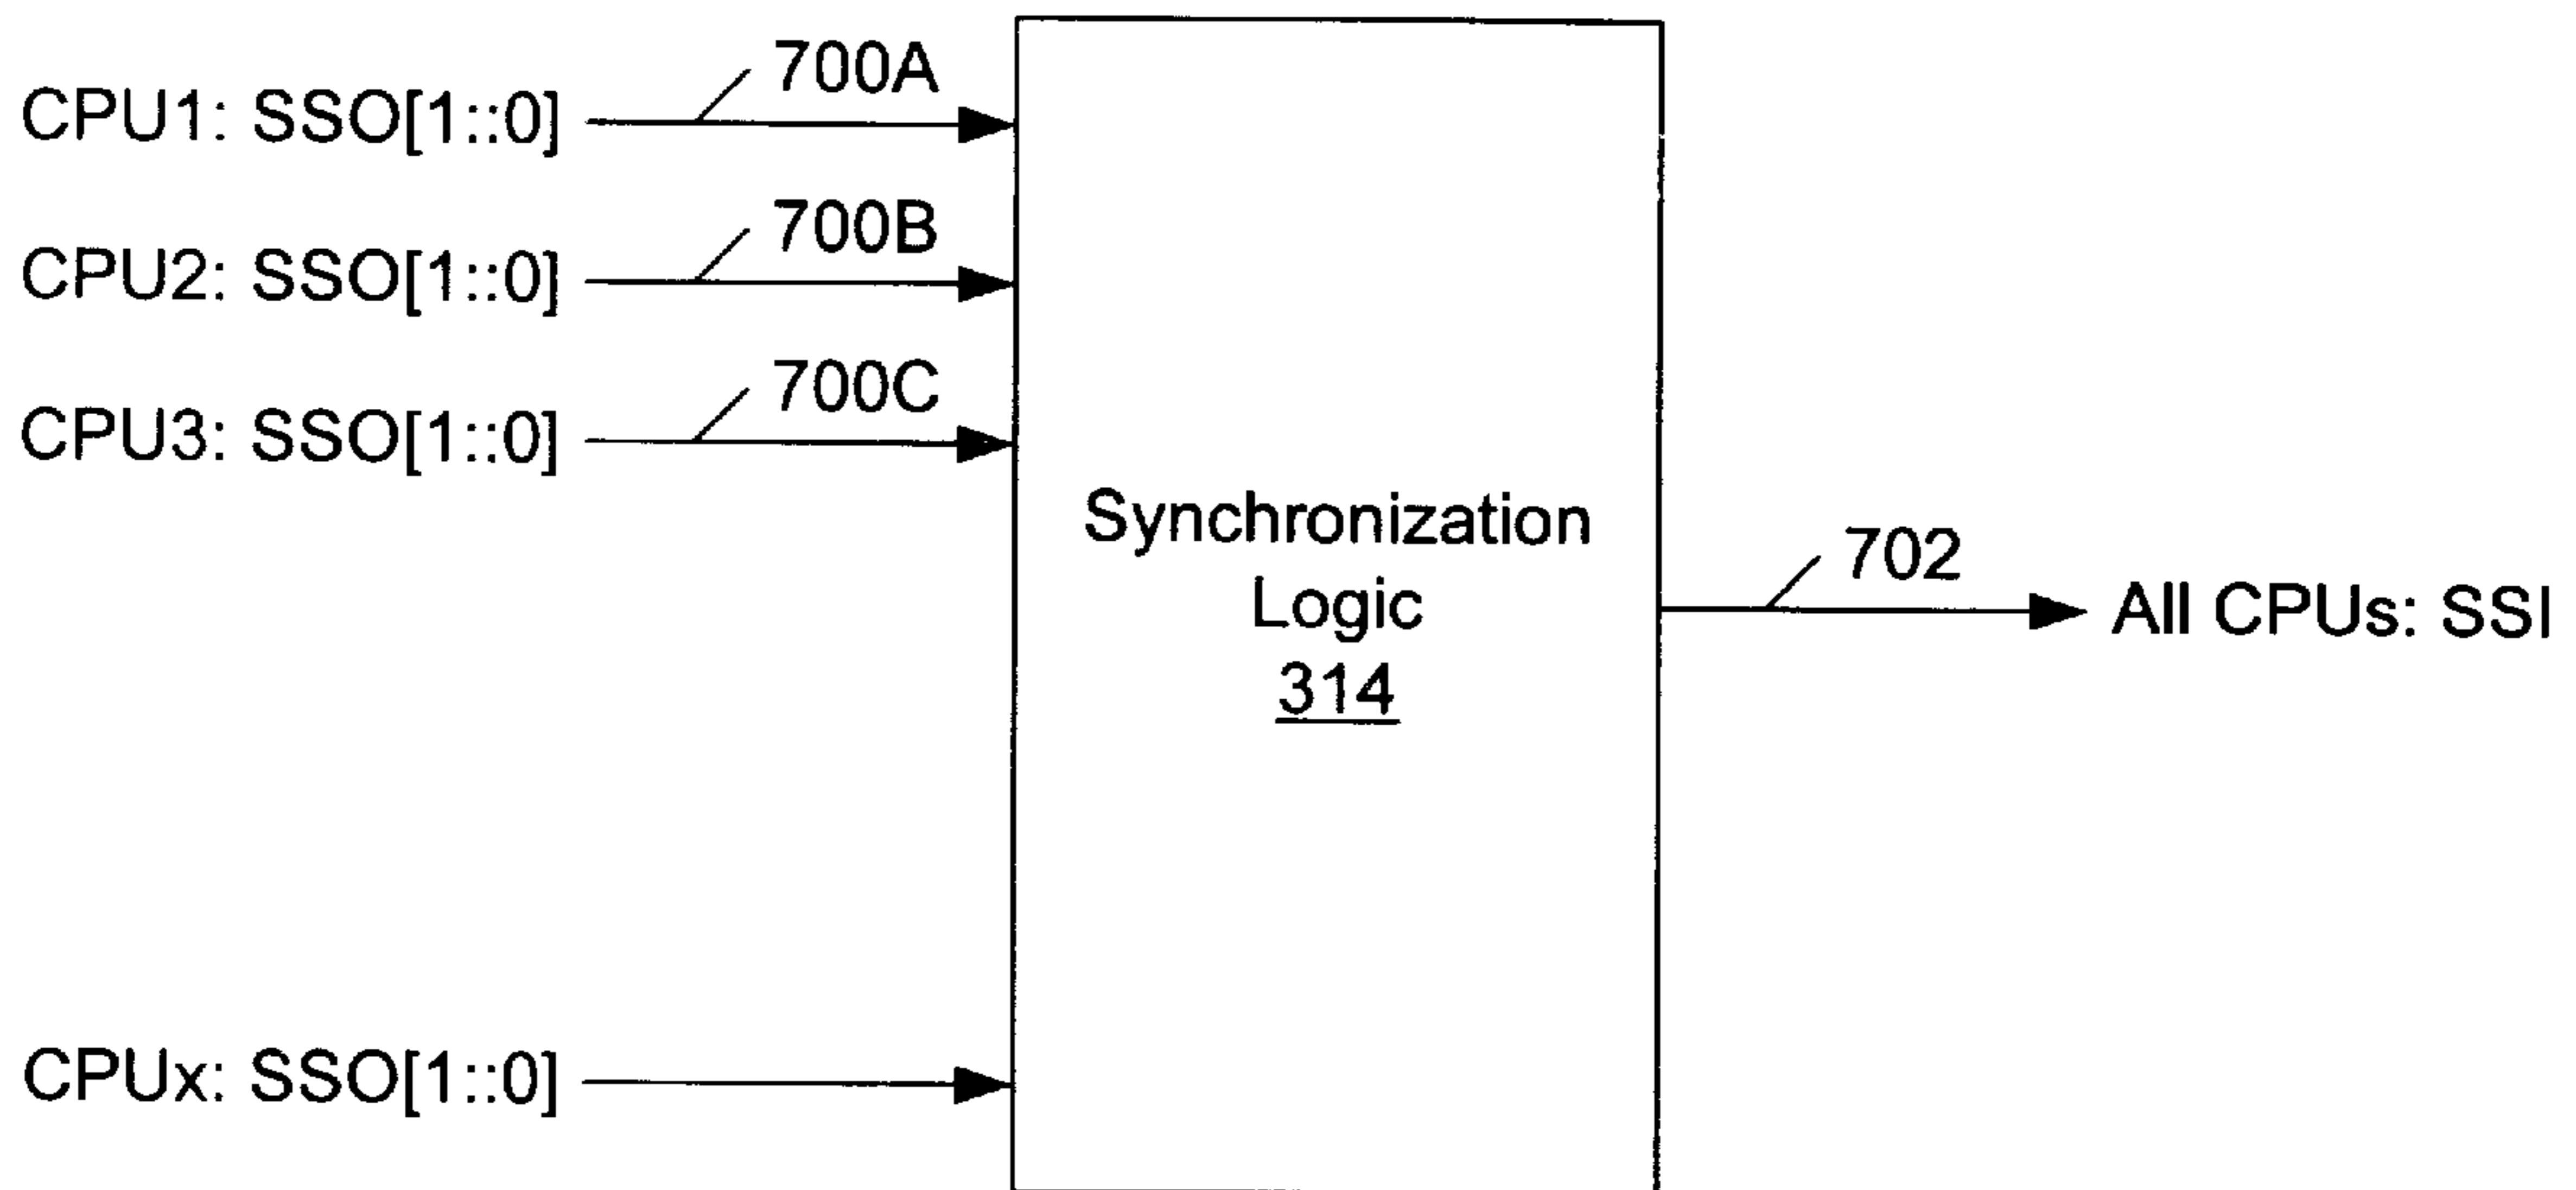 700A
CPU1: SSO[1::0]
700B
CPU2: SSO[1::0]
700C
CPU3: SSO[1::0]
Synchronization
Logic
314
702
All CPUs: SSI
CPUx: SSO[1::0]